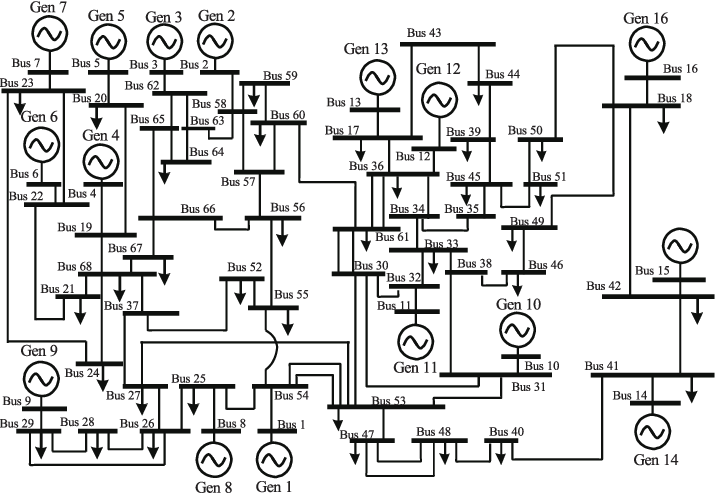 Gen 7
Gen 5
Gen 3
Gen 2
Gen 16
Bus 7
Bus 5
Bus 3
Bus 2
Bus 59
Gen 13
Bus 43
Gen 12
Bus 44
Bus 16
Bus 23
Bus 62
Bus 58
Bus 20
Bus 63
Bus 60
Bus 13
Bus 18
Gen 6
Gen 4
Bus 65
Bus 64
Bus 17
Bus 12
Bus 39
Bus 50
Bus 6
Bus 4
Bus 57
Bus 36
Bus 45
Bus 51
Bus 22
Bus 66
Bus 56
Bus 34
Bus 35
Bus 49
Bus 19
Bus 61
Bus 33
Bus 67
Bus 68
Bus 30
Bus 38
Bus 46
Bus 15
Bus 21
Bus 52
Bus 32
Bus 42
Bus 37
Bus 55
Bus 11
Gen 10
Gen 9
Bus 24
Gen 11
Bus 10
Bus 41
Bus 27
Bus 25
Bus 54
Bus 31
Bus 9
Bus 53
Bus 14
Bus 29
Bus 28
Bus 26
Bus 8
Bus 1
Bus 47
Bus 48
Bus 40
Gen 8
Gen 1
Gen 14